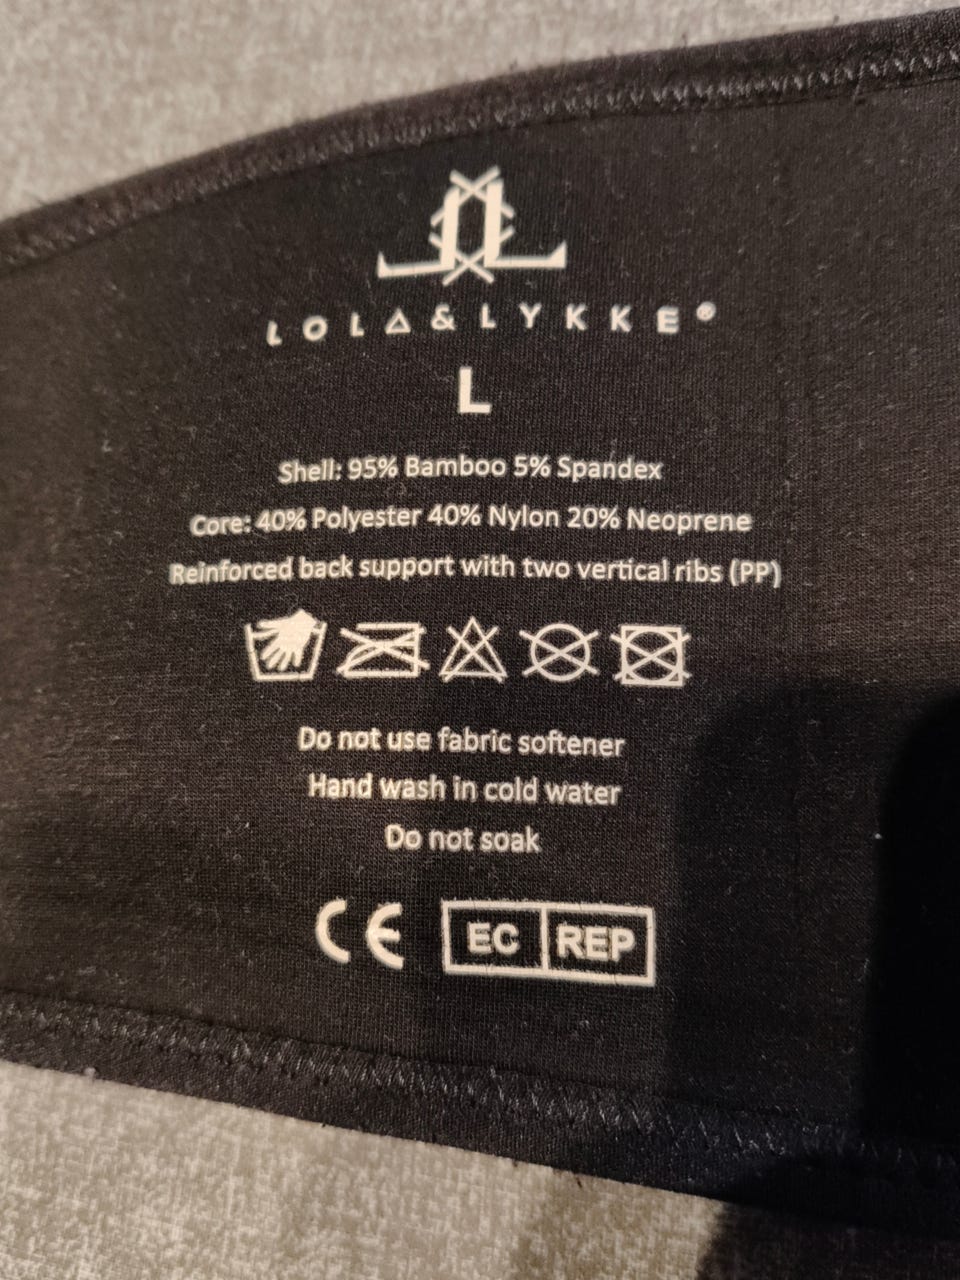 LOLA&LYKKE®
L
Shell: 95% Bamboo 5% Spandex
Core: 40% Polyester 40% Nylon 20% Neoprene
Reinforced back support with two vertical ribs (PP)
Do not use fabric softener
Hand wash in cold water
Do not soak
CE EC REP